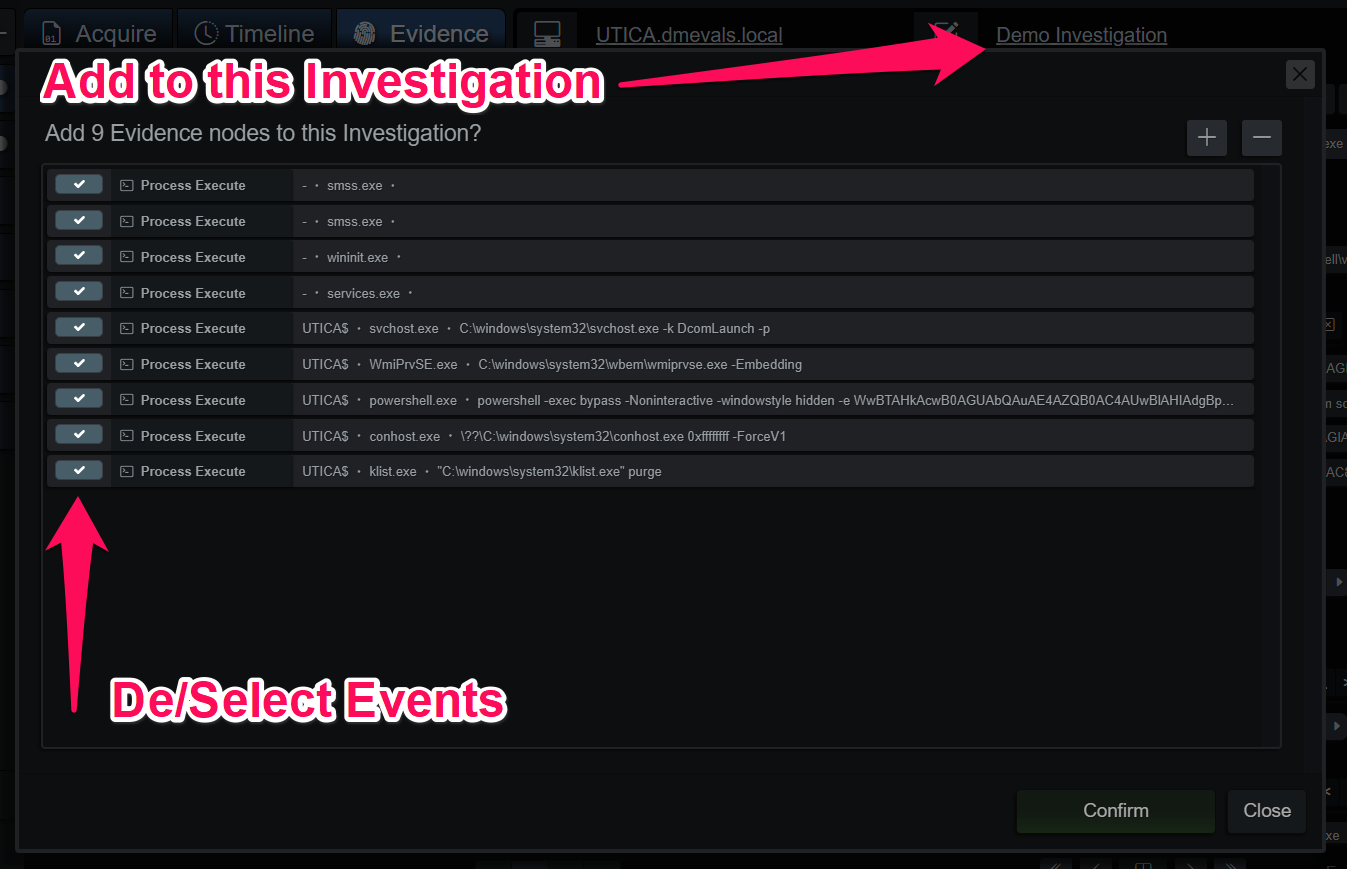 Acquire Timeline Evidence UTICA.dmevals.local Demo Investigation
Add to this Investigation
Add 9 Evidence nodes to this Investigation?
Process Execute - • smss.exe •
Process Execute - • smss.exe •
Process Execute - • wininit.exe •
Process Execute - • services.exe •
Process Execute UTICA$ • svchost.exe • C:\windows\system32\svchost.exe -k DcomLaunch -p
Process Execute UTICA$ • WmiPrvSE.exe • C:\windows\system32\wbem\wmiprvse.exe -Embedding
Process Execute UTICA$ • powershell.exe • powershell -exec bypass -Noninteractive -windowstyle hidden -e
Process Execute UTICA$ • conhost.exe • \??\C:\windows\system32\conhost.exe 0xffffffff -ForceV1
Process Execute UTICA$ • klist.exe • "C:\windows\system32\klist.exe" purge
De/Select Events
Confirm Close